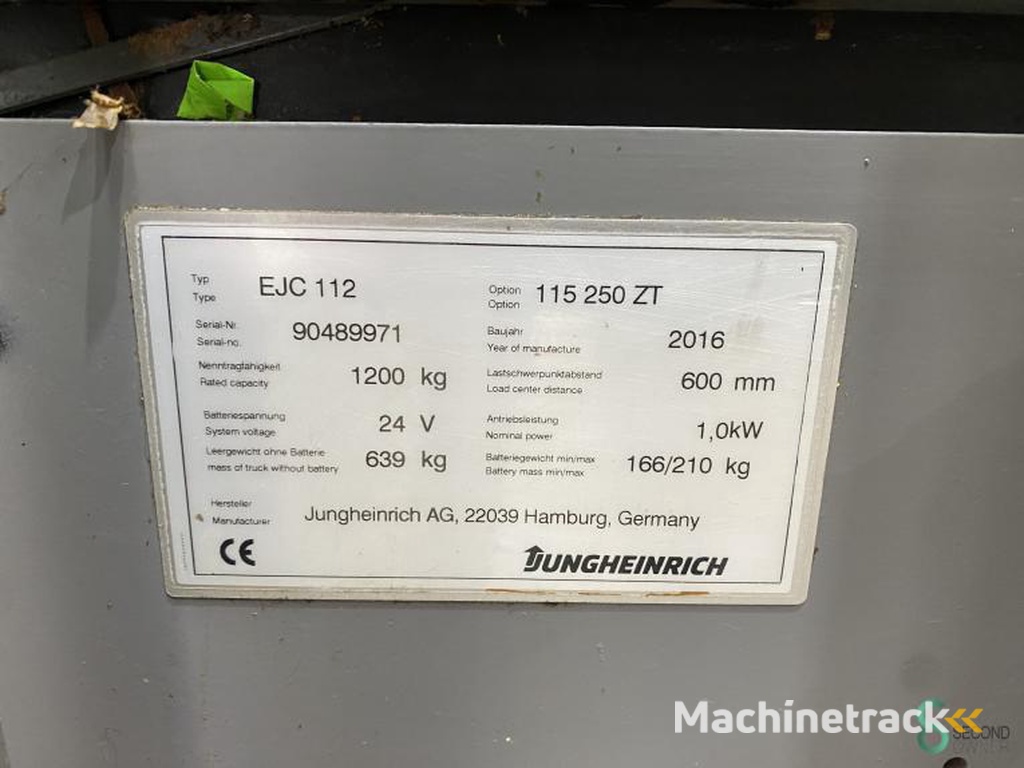 Typ
Type
EJC 112
Option
Option
115 250 ZT
Serial-Nr.
Serial-no.
90489971
Baujahr
Year of manufacture
2016
Nenntragfähigkeit
Rated capacity
1200 kg
Lastschwerpunktabstand
Load center distance
600 mm
Batteriespannung
System voltage
24 V
Antriebsleistung
Nominal power
1,0kW
Leergewicht ohne Batterie
mass of truck without battery
639 kg
Batteriegewicht min/max
Battery mass min/max
166/210 kg
Hersteller
Manufacturer
Jungheinrich AG, 22039 Hamburg, Germany
CE
JUNGHEINRICH
Machinetrack
SECOND
OWNER